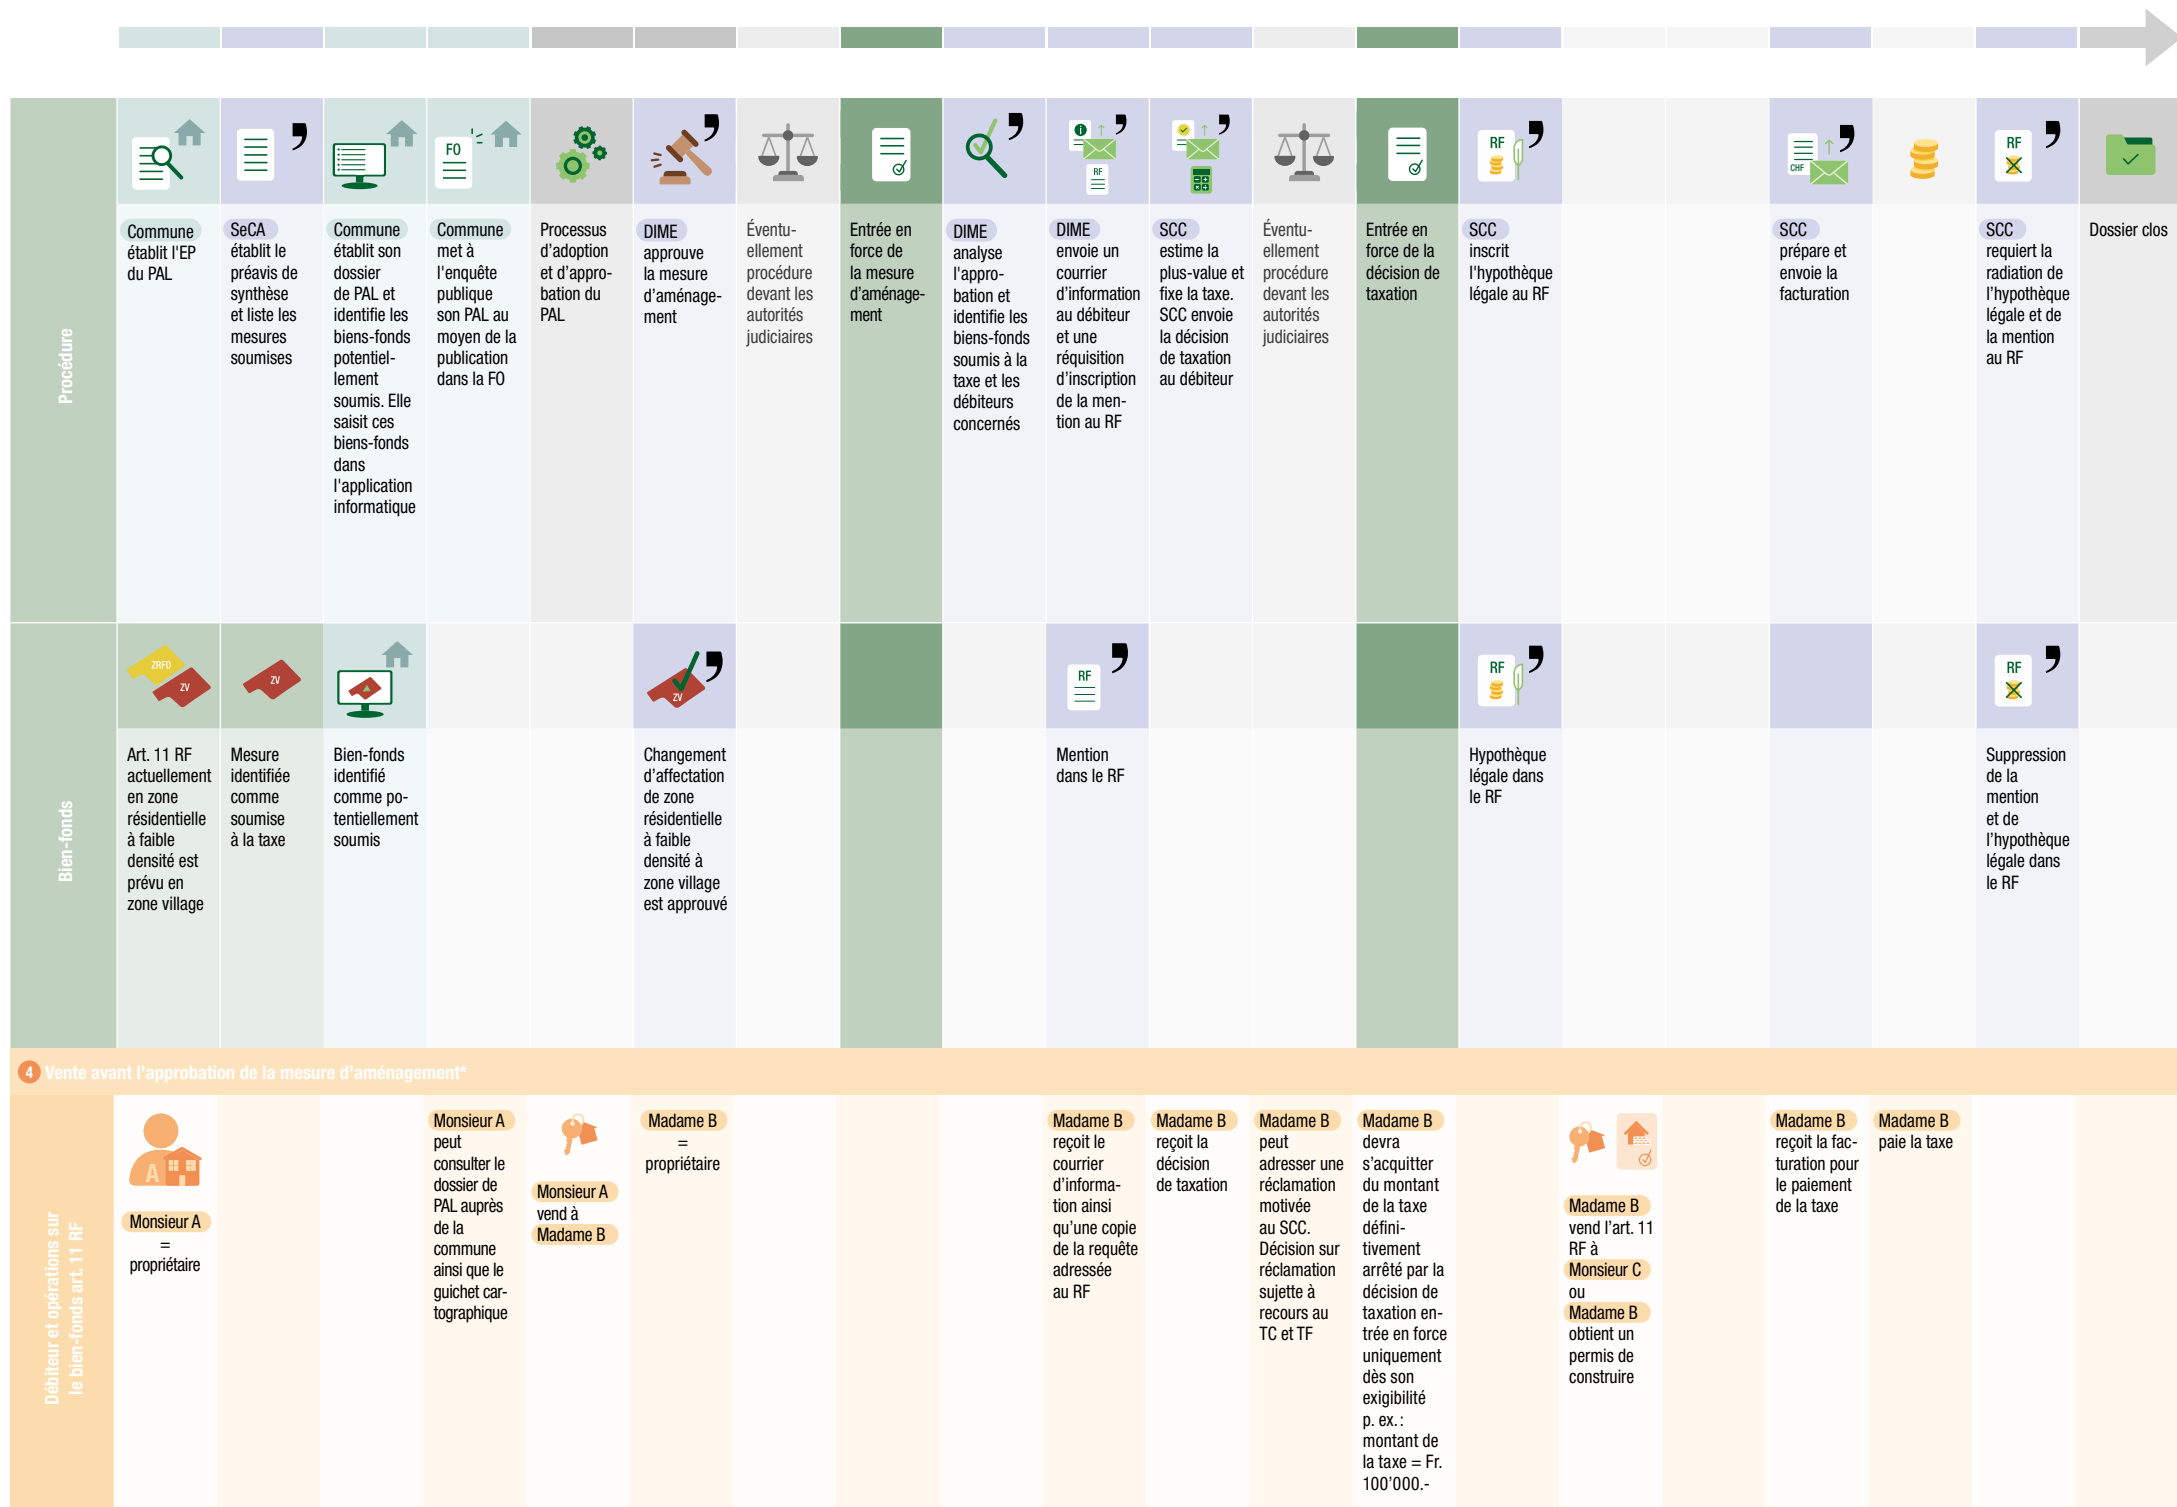 FO
RF
RF
CHF
RF
Procédure
Commune
établit l'EP
du PAL
SeCA
établit le
préavis de
synthèse
et liste les
mesures
soumises
Commune
établit son
dossier
de PAL et
identifie les
biens-fonds
potentiel-
lement
soumis. Elle
saisit ces
biens-fonds
dans
l'application
informatique
Commune
met à
l'enquête
publique
son PAL au
moyen de la
publication
dans la FO
Processus
d'adoption
et d'appro-
bation du
PAL
DIME
approuve
la mesure
d'aménage-
ment
Éventu-
ellement
procédure
devant les
autorités
judiciaires
Entrée en
force de
la mesure
d'aménage-
ment
DIME
analyse
l'appro-
bation et
identifie les
biens-fonds
soumis à la
taxe et les
débiteurs
concernés
DIME
envoie un
courrier
d'information
au débiteur
et une
réquisition
d'inscription
de la men-
tion au RF
SCC
estime la
plus-value et
fixe la taxe.
SCC envoie
la décision
de taxation
au débiteur
Éventu-
ellement
procédure
devant les
autorités
judiciaires
Entrée en
force de la
décision de
taxation
SCC
inscrit
l'hypothèque
légale au RF
SCC
prépare et
envoie la
facturation
SCC
requiert la
radiation de
l'hypothèque
légale et de
la mention
au RF
Dossier clos
Bien-fonds
ZRFD
ZV
ZV
ZV
RF
RF
RF
Art. 11 RF
actuellement
en zone
résidentielle
à faible
densité est
prévu en
zone village
Mesure
identifiée
comme
soumise
à la taxe
Bien-fonds
identifié
comme po-
tentiellement
soumis
Changement
d'affectation
de zone
résidentielle
à faible
densité à
zone village
est approuvé
Mention
dans le RF
Hypothèque
légale dans
le RF
Suppression
de la
mention
et de
l'hypothèque
légale dans
le RF
4 Vente avant l'approbation de la mesure d'aménagement*
Débiteur et opérations sur
le bien-fonds art. 11 RF
A
Monsieur A
=
propriétaire
Monsieur A
peut
consulter le
dossier de
PAL auprès
de la
commune
ainsi que le
guichet car-
tographique
Monsieur A
vend à
Madame B
Madame B
=
propriétaire
Madame B
reçoit le
courrier
d'informa-
tion ainsi
qu'une copie
de la requête
adressée
au RF
Madame B
reçoit la
décision
de taxation
Madame B
peut
adresser une
réclamation
motivée
au SCC.
Décision sur
réclamation
sujette à
recours au
TC et TF
Madame B
devra
s'acquitter
du montant
de la taxe
défini-
tivement
arrêté par la
décision de
taxation en-
trée en force
uniquement
dès son
exigibilité
p. ex. :
montant de
la taxe = Fr.
100'000.-
Madame B
vend l'art. 11
RF à
Monsieur C
ou
Madame B
obtient un
permis de
construire
Madame B
reçoit la fac-
turation pour
le paiement
de la taxe
Madame B
paie la taxe